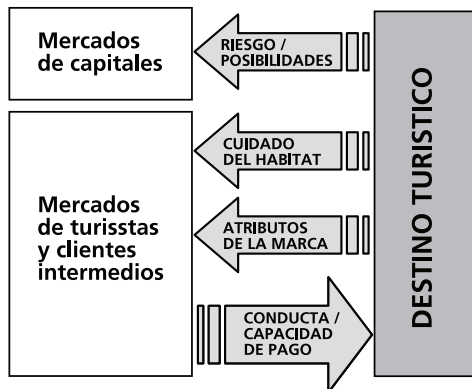 Mercados
de capitales
RIESGO /
POSIBILIDADES
CUIDADO
DEL HABITAT
Mercados
de turisstas
y clientes
intermedios
ATRIBUTOS
DE LA MARCA
CONDUCTA /
CAPACIDAD
DE PAGO
DESTINO TURISTICO